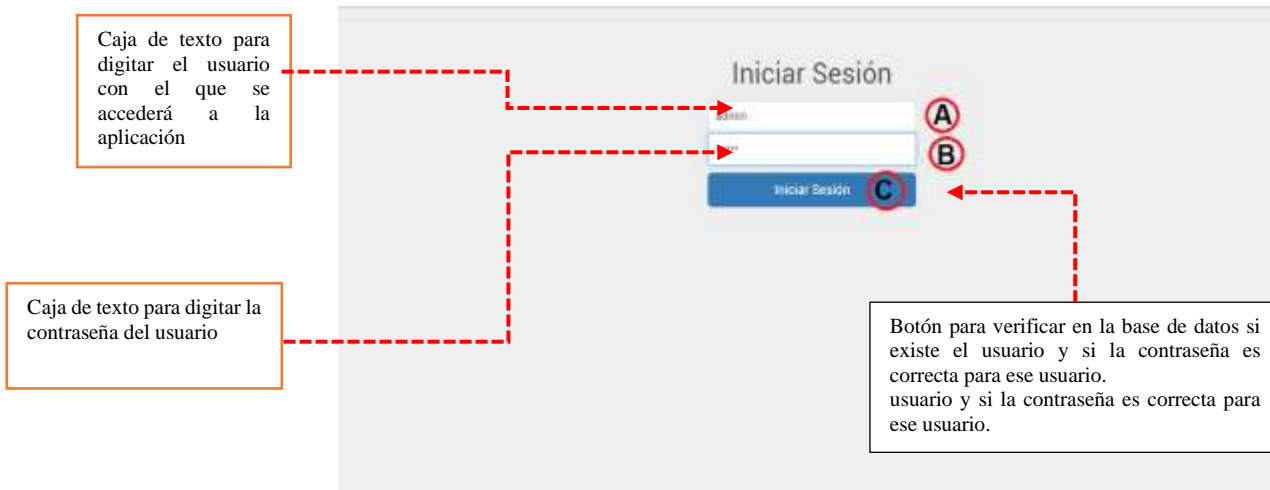 Caja de texto para
digitar el usuario
con el que se
accederá a la
aplicación
Iniciar Sesión
admin
A
B
Iniciar Sesión
C
Caja de texto para digitar la
contraseña del usuario
Botón para verificar en la base de datos si
existe el usuario y si la contraseña es
correcta para ese usuario.
usuario y si la contraseña es correcta para
ese usuario.